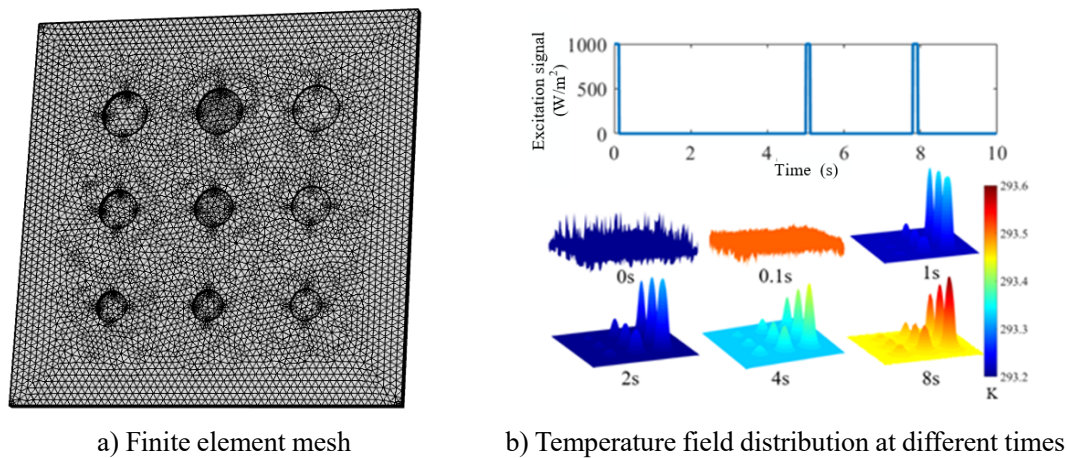 Excitation signal
(W/m²)
1000
500
0
0 2 4 6 8 10
Time (s)
0s
0.1s
1s
2s
4s
8s
293.6
293.5
293.4
293.3
293.2
K
a) Finite element mesh
b) Temperature field distribution at different times